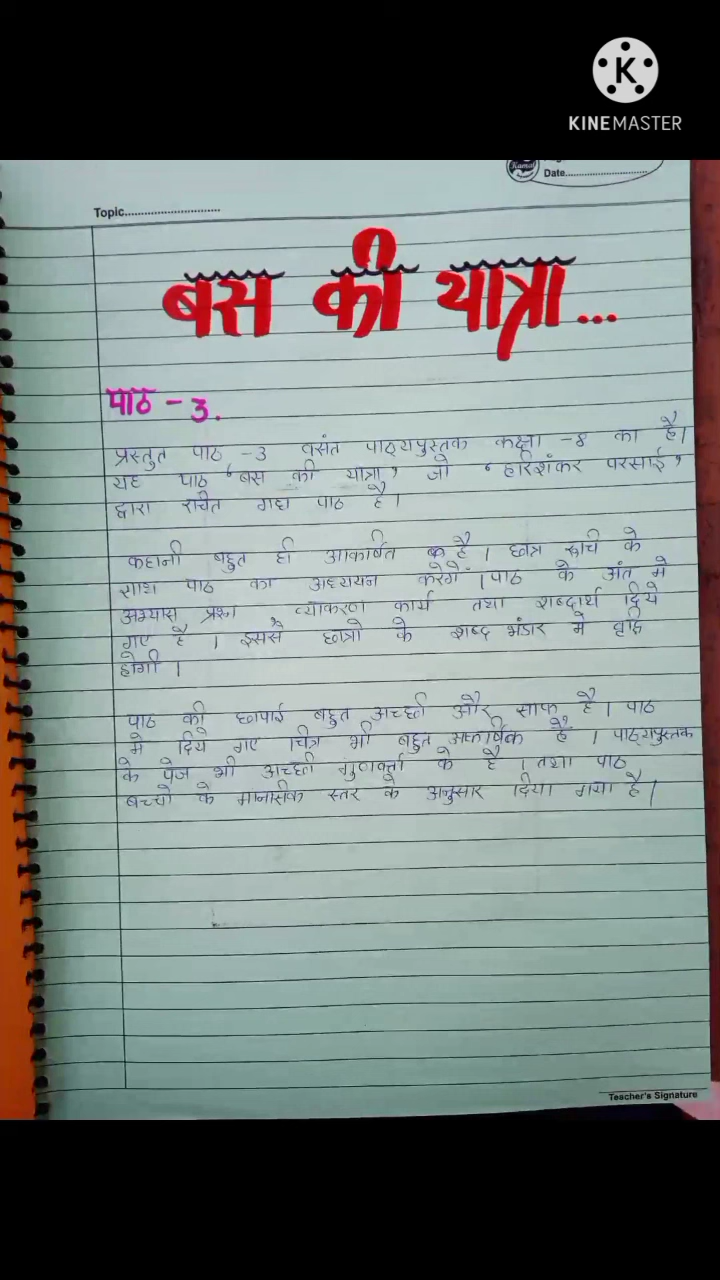 KINEMASTER
Kamal
Date
Topic
बस की यात्रा...
पाठ - 3.
प्रस्तुत पाठ - 3 वसंत पाठ्यपुस्तक कक्षा - 8 का है।
यह पाठ 'बस की यात्रा' जो 'हरिशंकर परसाई'
द्वारा रचित गद्य पाठ है।
कहानी बहुत ही आकर्षित है। छात्र रूचि के
साथ पाठ का अध्ययन करेगें। पाठ के अंत मे
अभ्यास प्रश्न, व्याकरण कार्य तथा शब्दार्थ दिये
गए है। इससे छात्रो के शब्द भंडार मे वृद्धि
होगी।
पाठ की छपाई बहुत अच्छी और साफ है। पाठ
मे दिये गए चित्र भी बहुत आकर्षिक है। पाठ्यपुस्तक
के पेज भी अच्छी गुणवत्ता के है। तथा पाठ
बच्चो के मानसिक स्तर के अनुसार दिया गया है।
Teacher's Signature